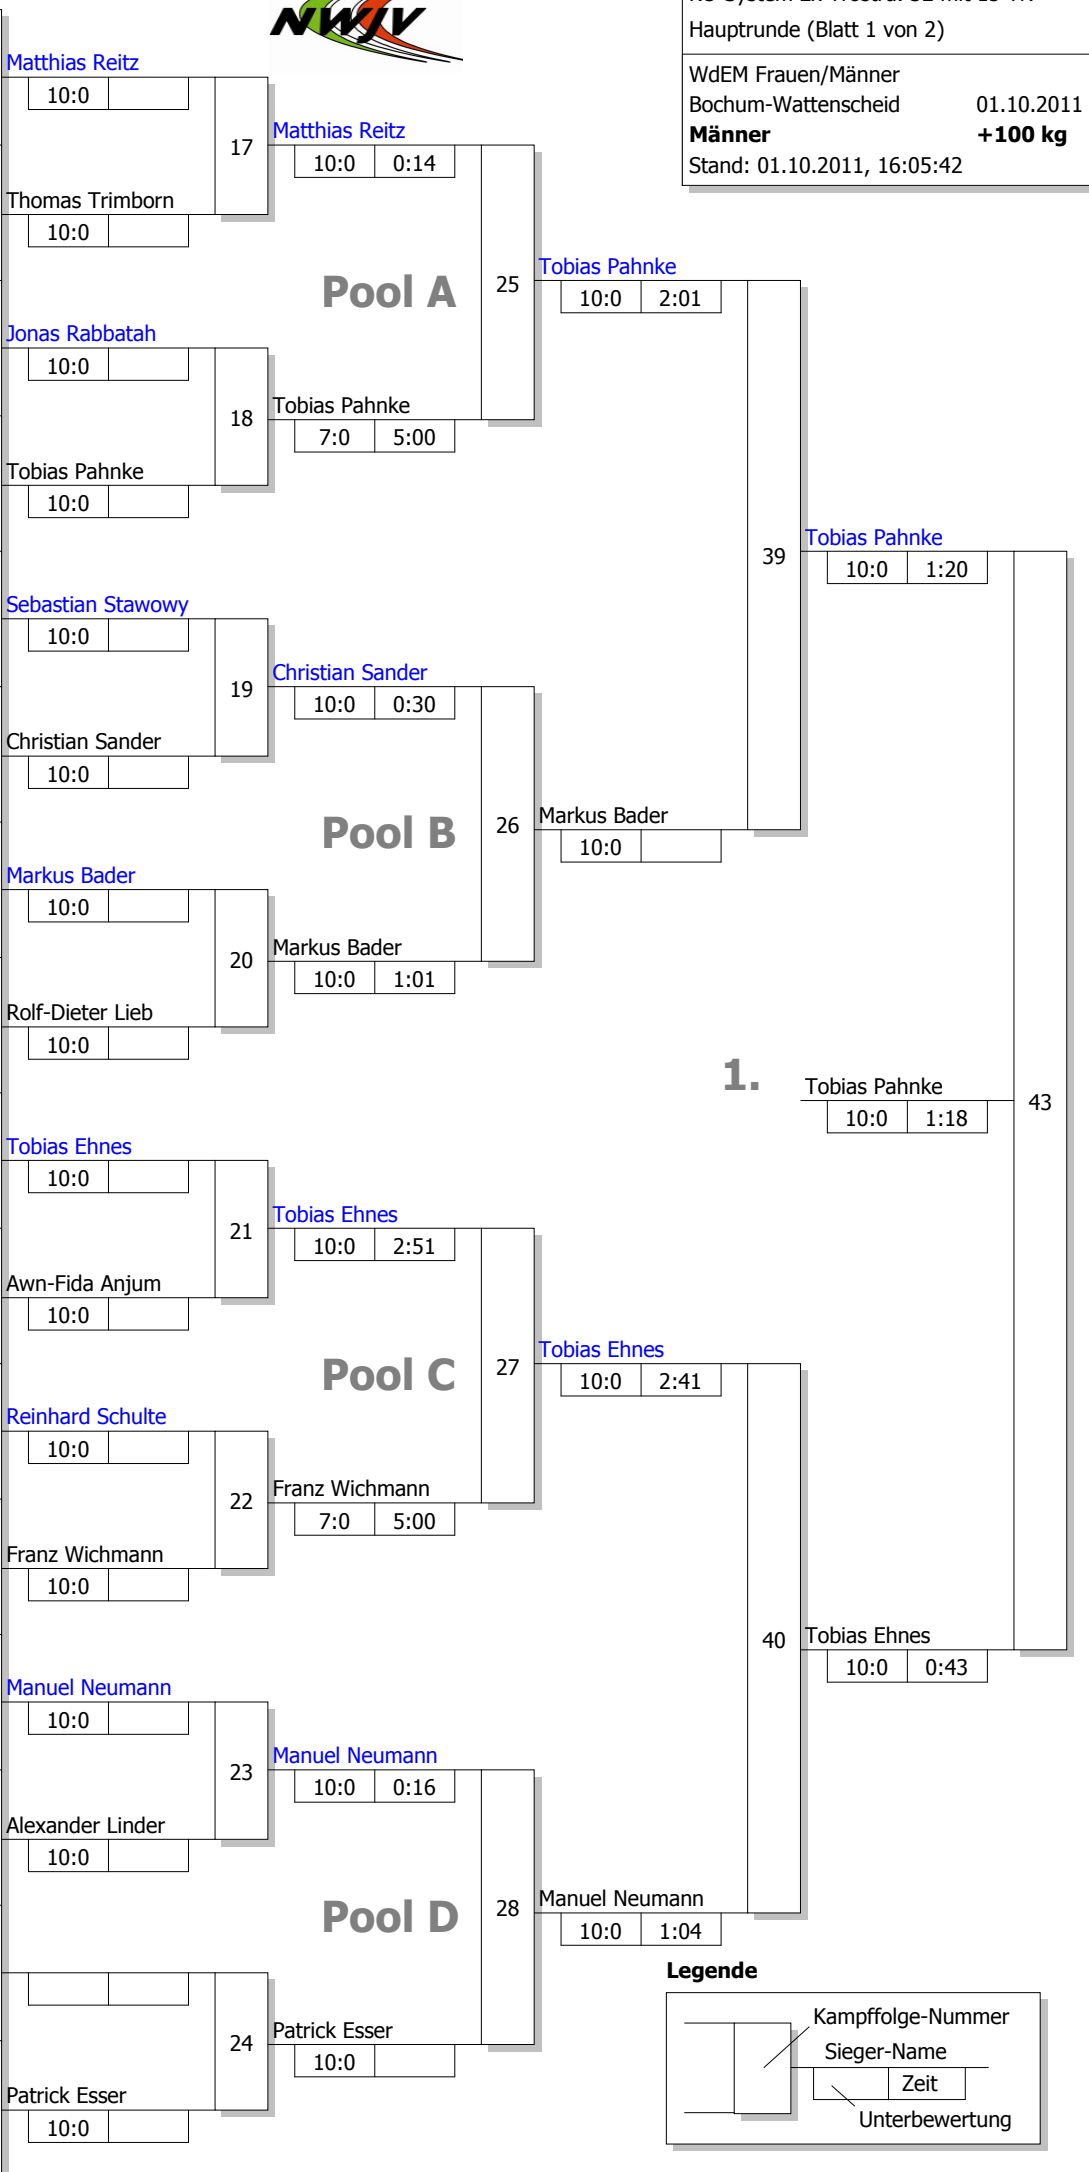 NWJV
Hauptrunde (Blatt 1 von 2)
WdEM Frauen/Männer
Bochum-Wattenscheid 01.10.2011
Männer +100 kg
Stand: 01.10.2011, 16:05:42
Matthias Reitz
10:0
17
Matthias Reitz
10:0 0:14
Thomas Trimborn
10:0
Pool A
25
Tobias Pahnke
10:0 2:01
Jonas Rabbatah
10:0
18
Tobias Pahnke
7:0 5:00
Tobias Pahnke
10:0
39
Tobias Pahnke
10:0 1:20
Sebastian Stawowy
10:0
19
Christian Sander
10:0 0:30
Christian Sander
10:0
Pool B
26
Markus Bader
10:0
Markus Bader
10:0
20
Markus Bader
10:0 1:01
Rolf-Dieter Lieb
10:0
1.
Tobias Pahnke
10:0 1:18
43
Tobias Ehnes
10:0
21
Tobias Ehnes
10:0 2:51
Awn-Fida Anjum
10:0
Pool C
27
Tobias Ehnes
10:0 2:41
Reinhard Schulte
10:0
22
Franz Wichmann
7:0 5:00
Franz Wichmann
10:0
40
Tobias Ehnes
10:0 0:43
Manuel Neumann
10:0
23
Manuel Neumann
10:0 0:16
Alexander Linder
10:0
Pool D
28
Manuel Neumann
10:0 1:04
24
Patrick Esser
10:0
Patrick Esser
10:0
Legende
Kampffolge-Nummer
Sieger-Name
Zeit
Unterbewertung